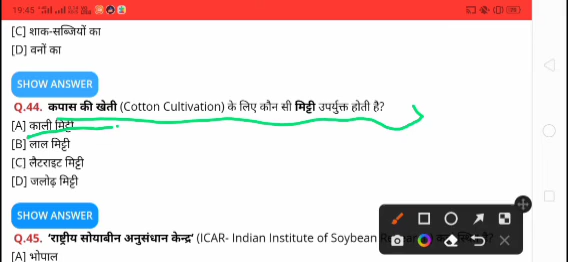 19:45
[C] शाक-सब्जियों का
[D] वनों का
SHOW ANSWER
Q.44. कपास की खेती (Cotton Cultivation) के लिए कौन सी मिट्टी उपर्युक्त होती है?
[A] काली मिट्टी
[B] लाल मिट्टी
[C] लैटराइट मिट्टी
[D] जलोढ़ मिट्टी
SHOW ANSWER
Q.45. 'राष्ट्रीय सोयाबीन अनुसंधान केन्द्र' (ICAR- Indian Institute of Soybean
[A] भोपाल